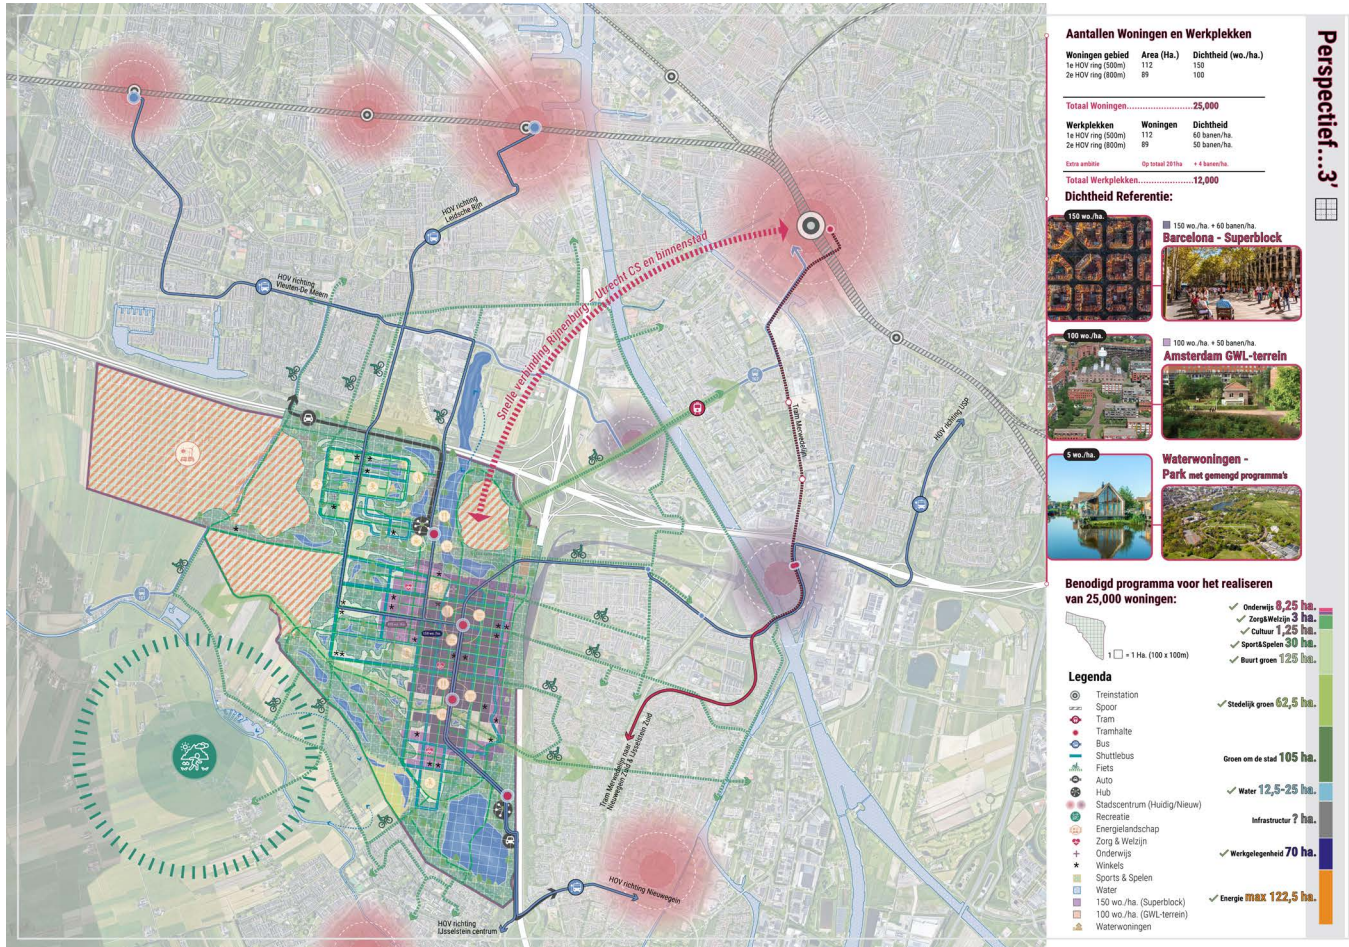 HOV richting
Leidsche Rijn
HOV richting
Vleuten-De Meern
Snelle verbinding Rijnenburg - Utrecht CS en binnenstad
Tram Merwedelijn
HOV richting USP
Tram Merwedelijn naar
Nieuwegein Zuid & IJsselstein Zuid
HOV richting Nieuwegein
HOV richting
IJsselstein centrum
Perspectief...3'
Aantallen Woningen en Werkplekken
Woningen gebied Area (Ha.) Dichtheid (wo./ha.)
1e HOV ring (500m) 112 150
2e HOV ring (800m) 89 100
Totaal Woningen........................25,000
Werkplekken Woningen Dichtheid
1e HOV ring (500m) 112 60 banen/ha.
2e HOV ring (800m) 89 50 banen/ha.
Extra ambitie Op totaal 201ha + 4 banen/ha.
Totaal Werkplekken....................12,000
Dichtheid Referentie:
150 wo./ha.
150 wo./ha. + 60 banen/ha.
Barcelona - Superblock
100 wo./ha.
100 wo./ha. + 50 banen/ha.
Amsterdam GWL-terrein
5 wo./ha.
Waterwoningen -
Park met gemengd programma's
Benodigd programma voor het realiseren
van 25,000 woningen:
1 = 1 Ha. (100 x 100m)
Onderwijs 8,25 ha.
Zorg&Welzijn 3 ha.
Cultuur 1,25 ha.
Sport&Spelen 30 ha.
Buurt groen 125 ha.
Stedelijk groen 62,5 ha.
Groen om de stad 105 ha.
Water 12,5-25 ha.
Infrastructur ? ha.
Werkgelegenheid 70 ha.
Energie max 122,5 ha.
Legenda
Treinstation
Spoor
Tram
Tramhalte
Bus
Shuttlebus
Fiets
Auto
Hub
Stadscentrum (Huidig/Nieuw)
Recreatie
Energielandschap
Zorg & Welzijn
Onderwijs
Winkels
Sports & Spelen
Water
150 wo./ha. (Superblock)
100 wo./ha. (GWL-terrein)
Waterwoningen